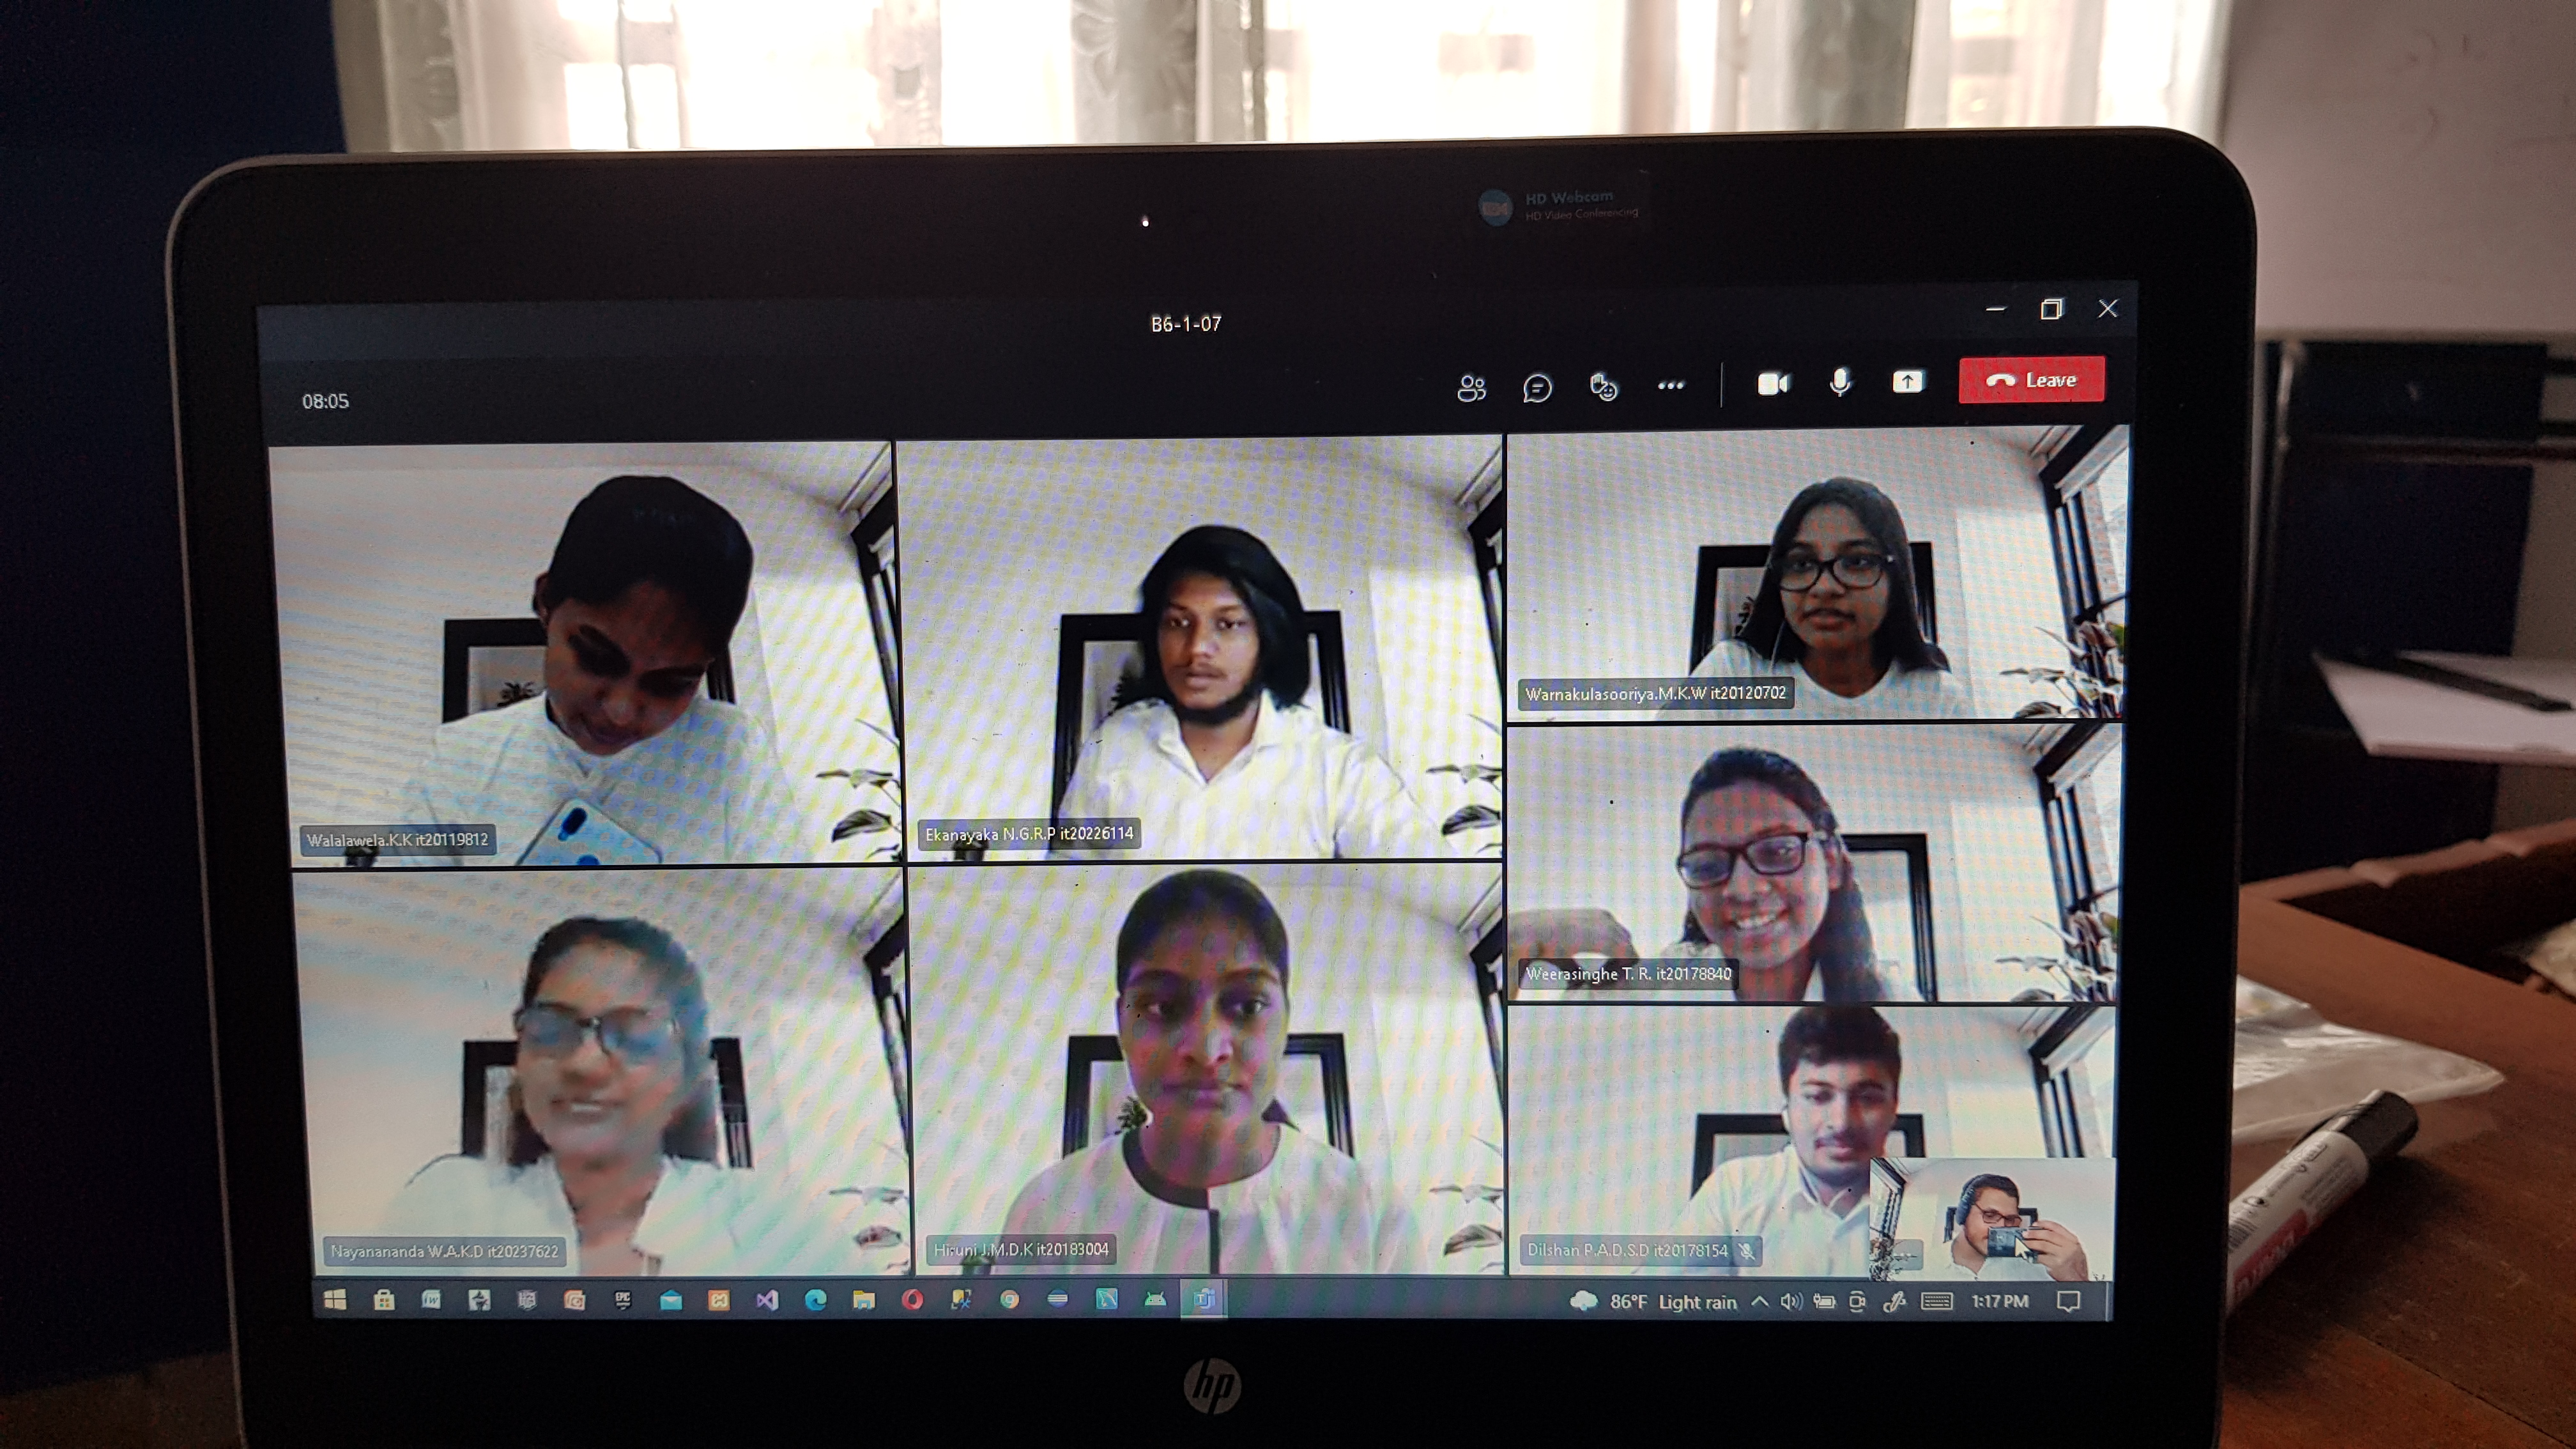 HD Webcam
HD Video Conferencing
B6-1-07
08:05
Leave
Walalawela.K.K it20119812
Ekanayaka N.G.R.P it20226114
Warnakulasooriya.M.K.W it20120702
Weerasinghe T. R. it20178840
Nayanananda W.A.K.D it20237622
Hiruni J.M.D.K it20183004
Dilshan P.A.D.S.D it20178154
EPIC
86°F Light rain
1:17 PM
hp